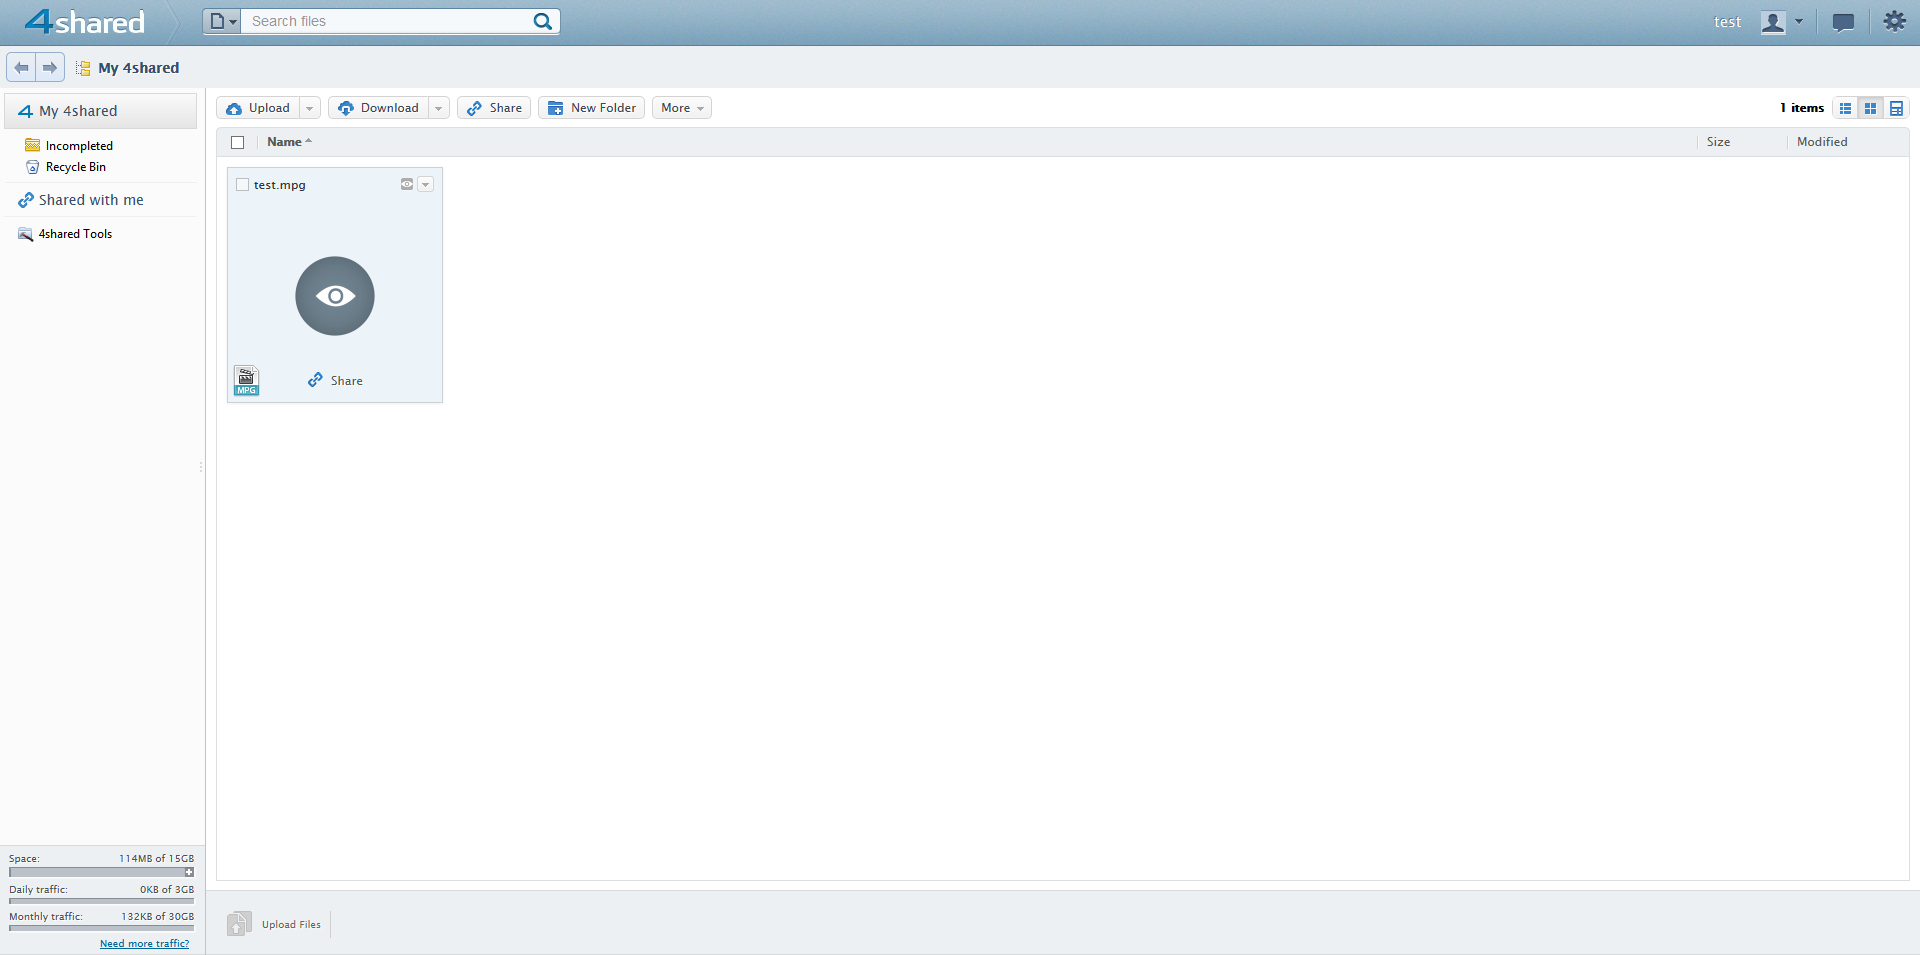 4shared
Search files
test
My 4shared
My 4shared
Incompleted
Recycle Bin
Shared with me
4shared Tools
Upload
Download
Share
New Folder
More
1 items
Name
Size
Modified
test.mpg
MPG
Share
Space: 114MB of 15GB
Daily traffic: 0KB of 3GB
Monthly traffic: 132KB of 30GB
Need more traffic?
Upload Files